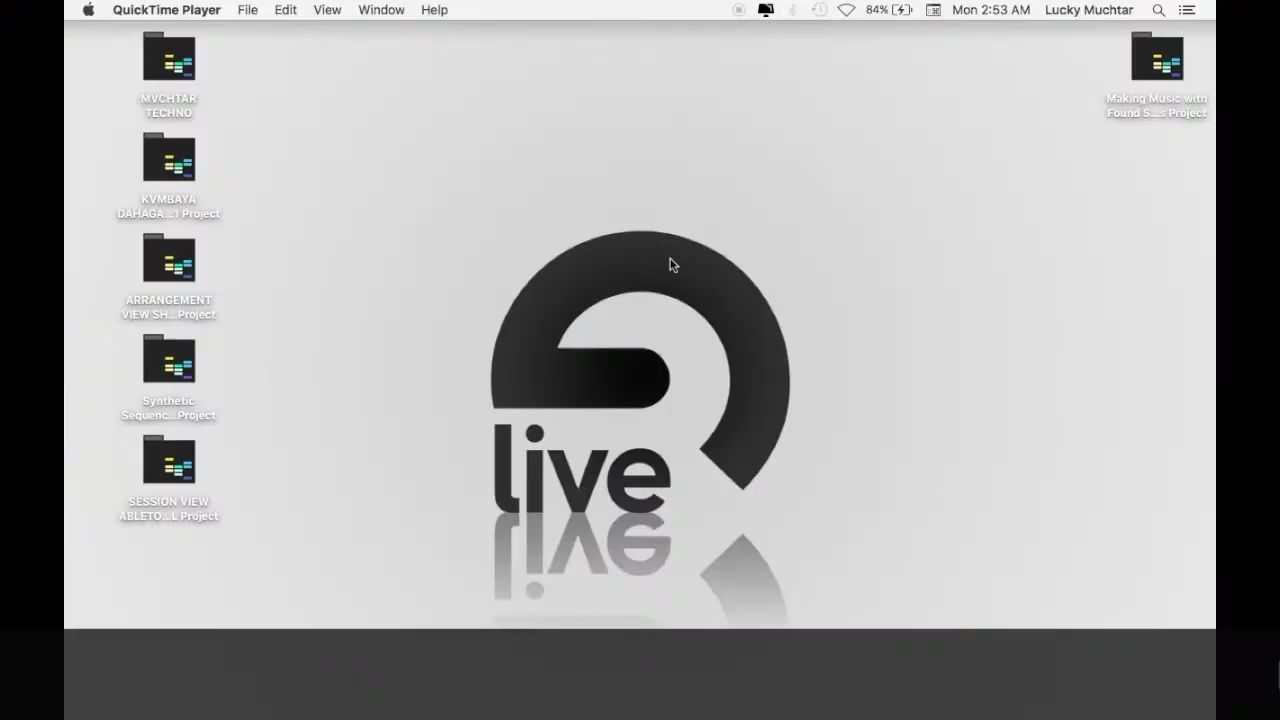 QuickTime Player File Edit View Window Help 84% Mon 2:53 AM Lucky Muchtar
MVCHTAR
TECHNO
KVMBAYA
DAHAGA...1 Project
ARRANGEMENT
VIEW SH...Project
Synthetic
Sequenc...Project
SESSION VIEW
ABLETO...L Project
Making Music with
Found S...s Project
live